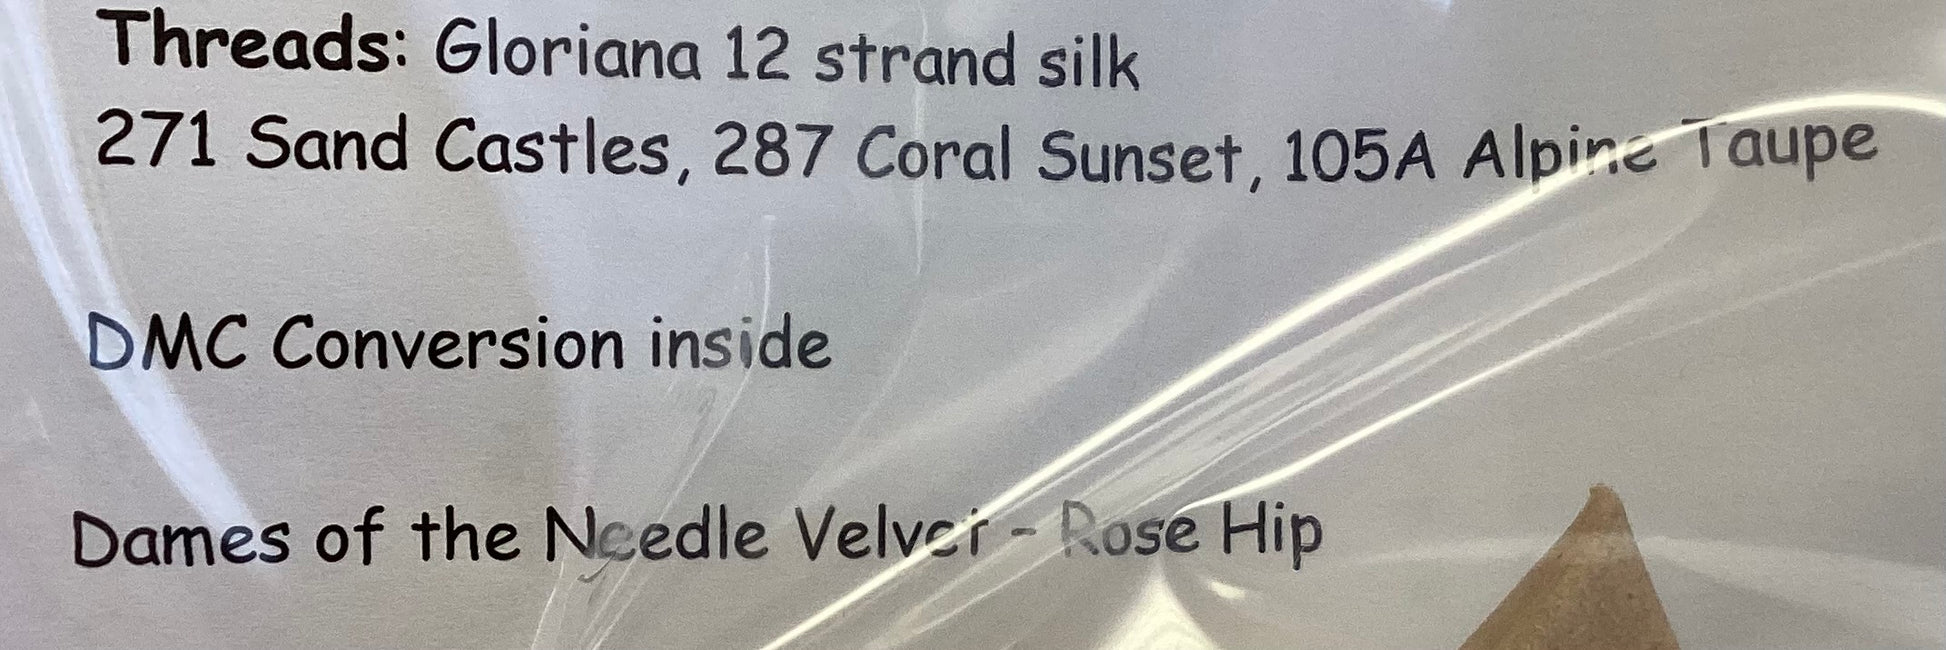 Threads: Gloriana 12 strand silk
271 Sand Castles, 287 Coral Sunset, 105A Alpine Taupe
DMC Conversion inside
Dames of the Needle Velvet - Rose Hip